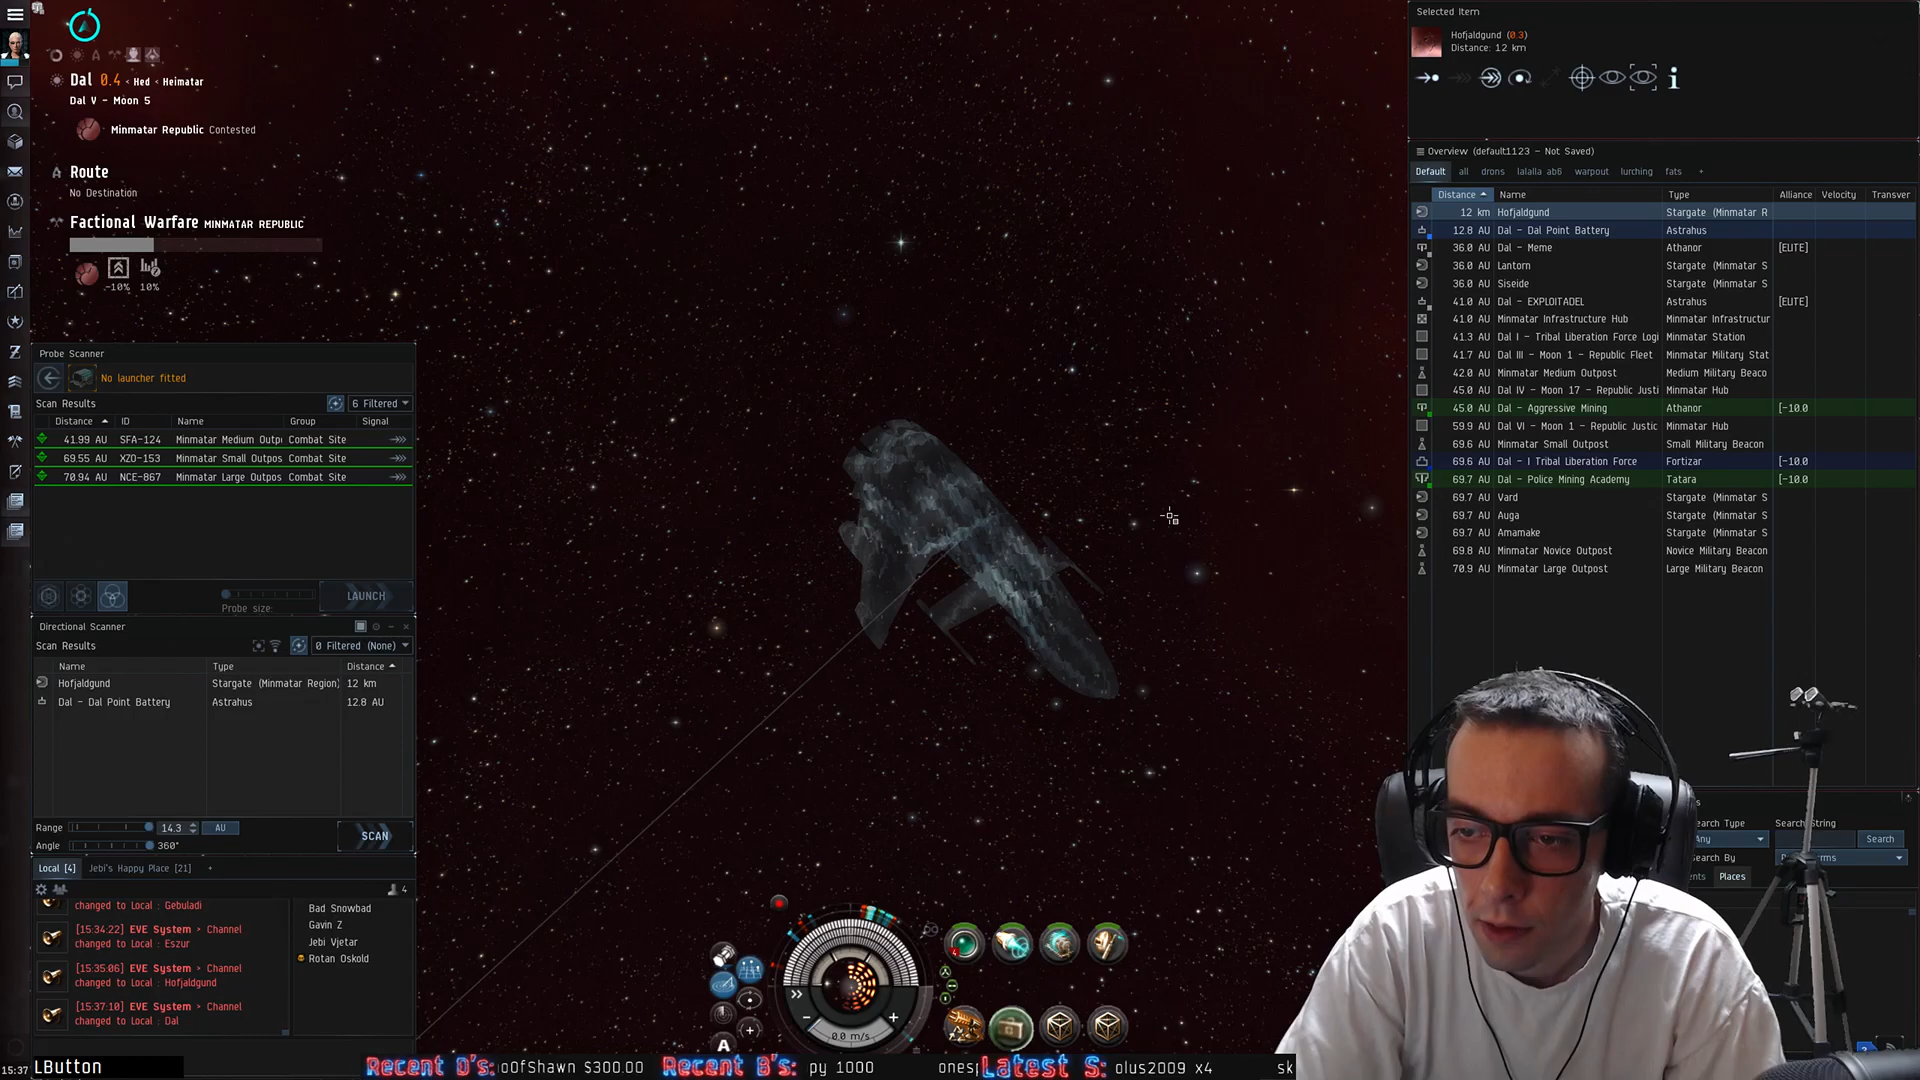 Dal 0.4 < Hed < Heimatar
Dal V - Moon 5
Minmatar Republic Contested
Route
No Destination
Factional Warfare MINMATAR REPUBLIC
-10% 10%
Probe Scanner
No launcher fitted
Scan Results 6 Filtered
Distance ID Name Group Signal
41.99 AU SFA-124 Minmatar Medium Outp Combat Site
69.55 AU XZO-153 Minmatar Small Outpos Combat Site
70.94 AU NCE-867 Minmatar Large Outpos Combat Site
Probe size:
LAUNCH
Directional Scanner
Scan Results 0 Filtered (None)
Name Type Distance
Hofjaldgund Stargate (Minmatar Region) 12 km
Dal - Dal Point Battery Astrahus 12.8 AU
Range 14.3 AU
Angle 360°
SCAN
Local [4] Jebi's Happy Place [21] +
4
changed to Local : Gebuladi
[15:34:22] EVE System > Channel
changed to Local : Eszur
[15:35:06] EVE System > Channel
changed to Local : Hofjaldgund
[15:37:10] EVE System > Channel
changed to Local : Dal
Bad Snowbad
Gavin Z
Jebi Vjetar
Rotan Oskold
15:37
LButton
0.0 m/s
A
Recent D's: oofShawn $300.00 Recent B's: py 1000 onesp Latest S: olus2009 x4 sk
Selected Item
Hofjaldgund (0.3)
Distance: 12 km
Overview (default1123 - Not Saved)
Default all drons lalalla ab6 warpout lurching fats +
Distance Name Type Alliance Velocity Transver
12 km Hofjaldgund Stargate (Minmatar R
12.8 AU Dal - Dal Point Battery Astrahus
36.0 AU Dal - Meme Athanor [ELITE]
36.0 AU Lantorn Stargate (Minmatar S
36.0 AU Siseide Stargate (Minmatar S
41.0 AU Dal - EXPLOITADEL Astrahus [ELITE]
41.0 AU Minmatar Infrastructure Hub Minmatar Infrastructur
41.3 AU Dal I - Tribal Liberation Force Logi Minmatar Station
41.7 AU Dal III - Moon 1 - Republic Fleet Minmatar Military Stat
42.0 AU Minmatar Medium Outpost Medium Military Beaco
45.0 AU Dal IV - Moon 17 - Republic Justi Minmatar Hub
45.0 AU Dal - Aggressive Mining Athanor [-10.0
59.9 AU Dal VI - Moon 1 - Republic Justic Minmatar Hub
69.6 AU Minmatar Small Outpost Small Military Beacon
69.6 AU Dal - I Tribal Liberation Force Fortizar [-10.0
69.7 AU Dal - Police Mining Academy Tatara [-10.0
69.7 AU Vard Stargate (Minmatar S
69.7 AU Auga Stargate (Minmatar S
69.7 AU Amamake Stargate (Minmatar S
69.8 AU Minmatar Novice Outpost Novice Military Beacon
70.9 AU Minmatar Large Outpost Large Military Beacon
earch Type Search String
Any Search
earch By
Places